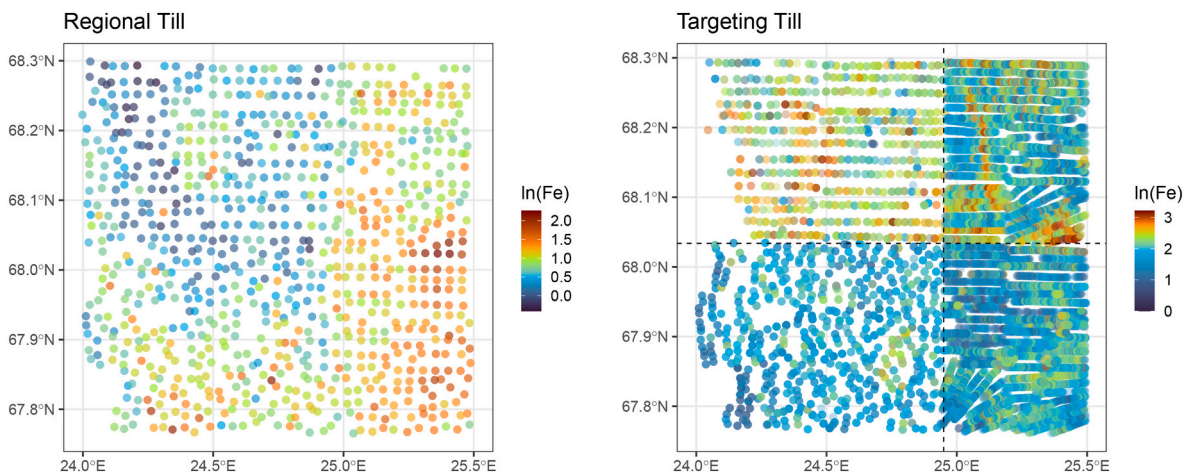 Regional Till
68.3°N
68.2°N
68.1°N
68.0°N
67.9°N
67.8°N
24.0°E 24.5°E 25.0°E 25.5°E
ln(Fe)
2.0
1.5
1.0
0.5
0.0
Targeting Till
68.3°N
68.2°N
68.1°N
68.0°N
67.9°N
67.8°N
24.0°E 24.5°E 25.0°E 25.5°E
ln(Fe)
3
2
1
0